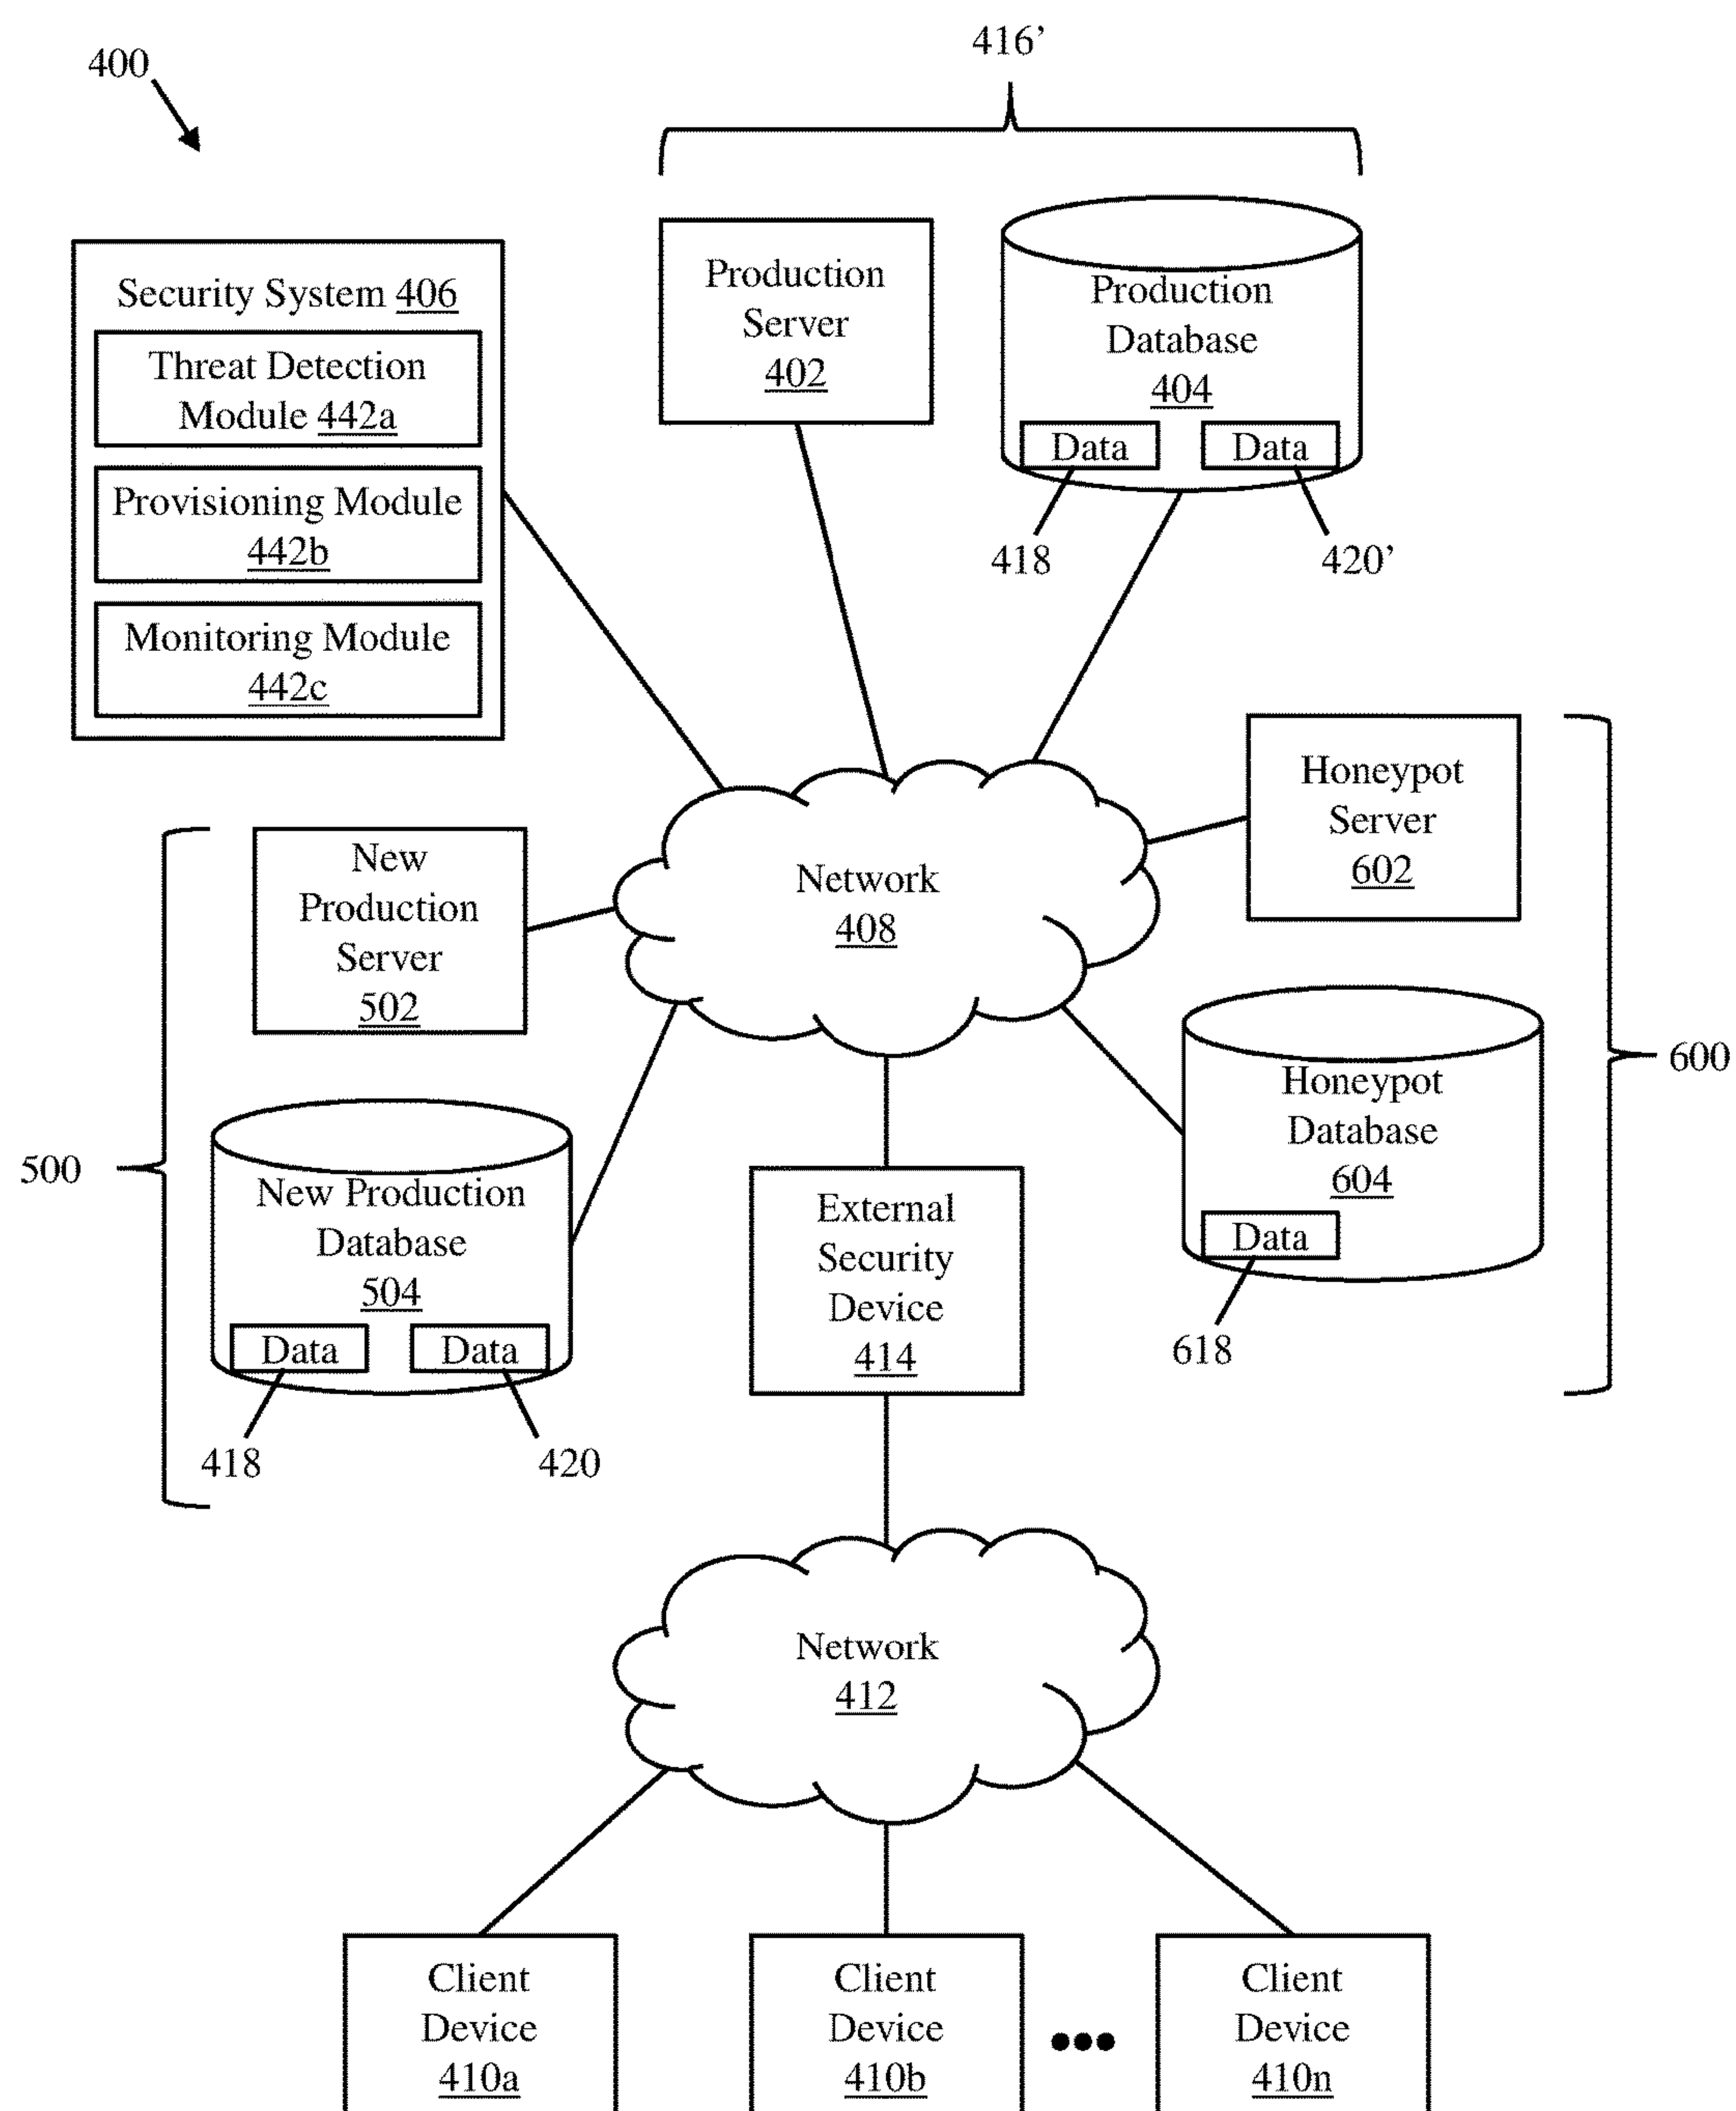 400
416’
Security System 406
Threat Detection
Module 442a
Provisioning Module
442b
Monitoring Module
442c
Production
Server
402
Production
Database
404
Data
Data
418
420’
Network
408
Honeypot
Server
602
New
Production
Server
502
600
Honeypot
Database
604
Data
618
500
New Production
Database
504
Data
Data
418
420
External
Security
Device
414
Network
412
Client
Device
410a
Client
Device
410b
Client
Device
410n